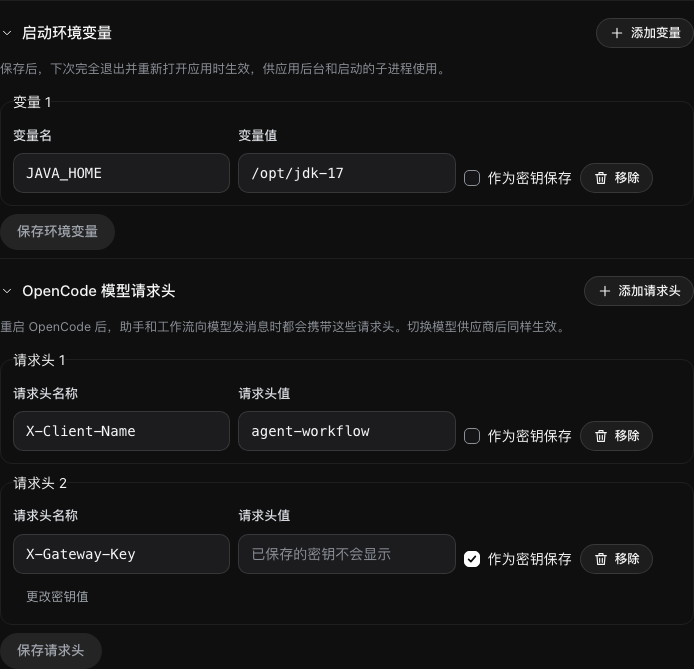 启动环境变量
添加变量
保存后，下次完全退出并重新打开应用时生效，供应用后台和启动的子进程使用。
变量 1
变量名 变量值
JAVA_HOME /opt/jdk-17 作为密钥保存 移除
保存环境变量
OpenCode 模型请求头
添加请求头
重启 OpenCode 后，助手和工作流向模型发消息时都会携带这些请求头。切换模型供应商后同样生效。
请求头 1
请求头名称 请求头值
X-Client-Name agent-workflow 作为密钥保存 移除
请求头 2
请求头名称 请求头值
X-Gateway-Key 已保存的密钥不会显示 作为密钥保存 移除
更改密钥值
保存请求头